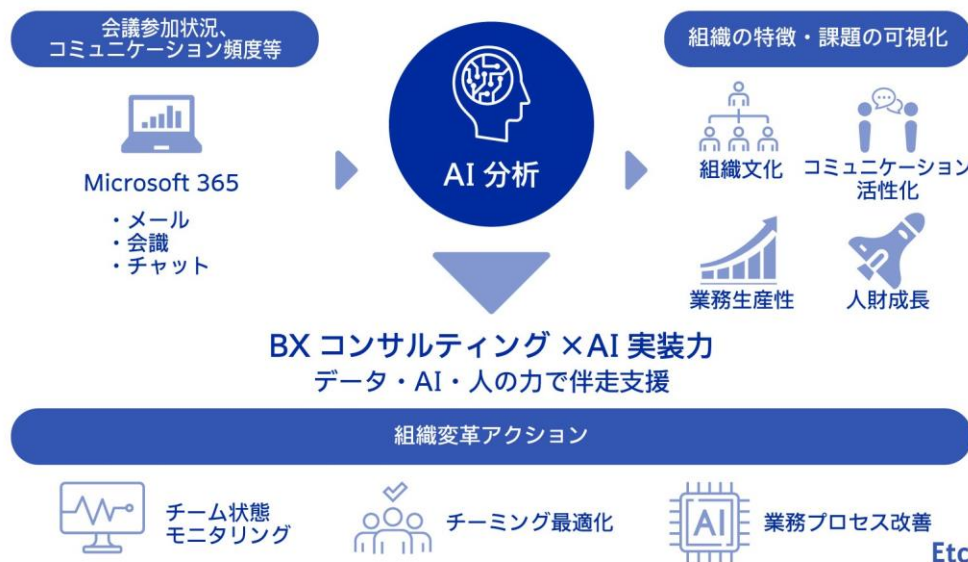 会議参加状況、
コミュニケーション頻度等
Microsoft 365
・メール
・会議
・チャット
AI 分析
組織の特徴・課題の可視化
組織文化
コミュニケーション
活性化
業務生産性
人財成長
BX コンサルティング ×AI 実装力
データ・AI・人の力で伴走支援
組織変革アクション
チーム状態
モニタリング
チーミング最適化
AI
業務プロセス改善
Etc